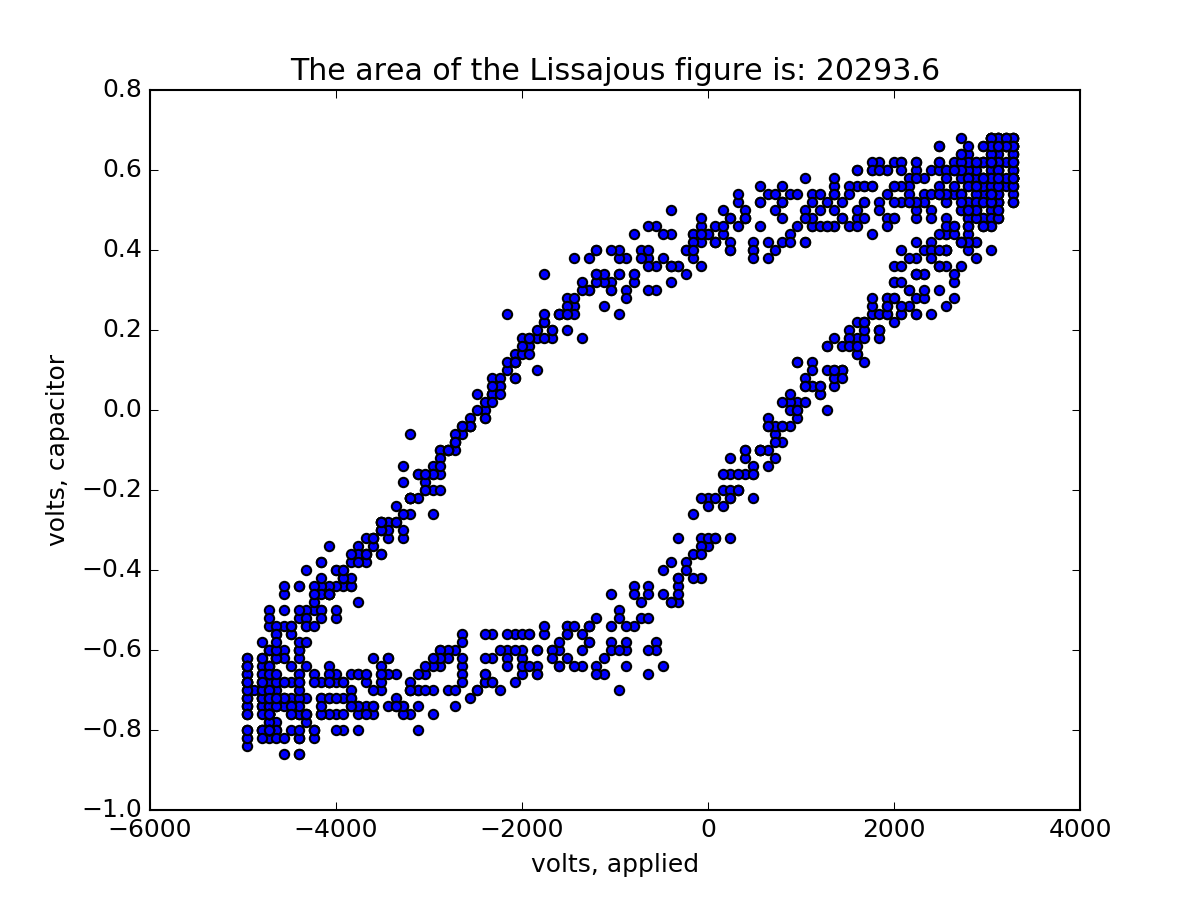 The area of the Lissajous figure is: 20293.6
0.8
0.6
0.4
0.2
0.0
−0.2
−0.4
−0.6
−0.8
−1.0
volts, capacitor
−6000 −4000 −2000 0 2000 4000
volts, applied